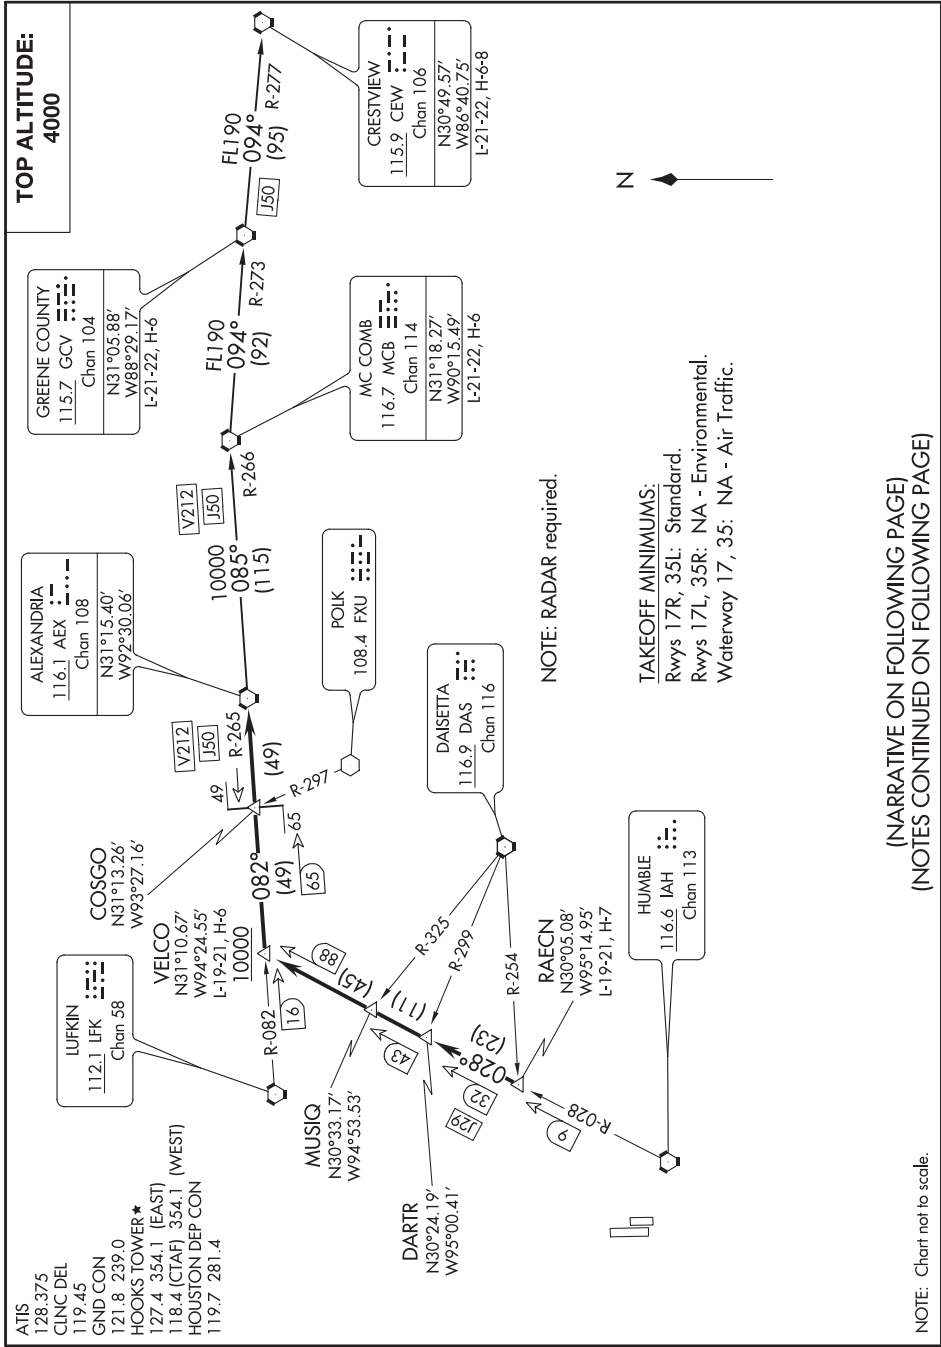 ATIS
128.375
CLNC DEL
119.45
GND CON
121.8 239.0
HOOKS TOWER★
127.4 354.1 (EAST)
118.4 (CTAF) 354.1 (WEST)
HOUSTON DEP CON
119.7 281.4
TOP ALTITUDE:
4000
LUFKIN
112.1 LFK
Chan 58
R-082
16
VELCO
N31°10.67'
W94°24.55'
L-19-21, H-6
10000
COSGO
N31°13.26'
W93°27.16'
082°
(49)
65
65
49
V212
J50
R-265
(49)
R-297
POLK
108.4 FXU
ALEXANDRIA
116.1 AEX
Chan 108
N31°15.40'
W92°30.06'
V212
J50
10000
085°
(115)
R-266
MC COMB
116.7 MCB
Chan 114
N31°18.27'
W90°15.49'
L-21-22, H-6
FL190
094°
(92)
R-273
GREENE COUNTY
115.7 GCV
Chan 104
N31°05.88'
W88°29.17'
L-21-22, H-6
J50
FL190
094°
(95)
R-277
CRESTVIEW
115.9 CEW
Chan 106
N30°49.57'
W86°40.75'
L-21-22, H-6-8
N
MUSIQ
N30°33.17'
W94°53.53'
88
(45)
43
(11)
DARTR
N30°24.19'
W95°00.41'
J29
32
028°
(23)
9
R-028
R-325
R-299
R-254
DAISETTA
116.9 DAS
Chan 116
RAECN
N30°05.08'
W95°14.95'
L-19-21, H-7
HUMBLE
116.6 IAH
Chan 113
NOTE: RADAR required.
TAKEOFF MINIMUMS:
Rwys 17R, 35L: Standard.
Rwys 17L, 35R: NA - Environmental.
Waterway 17, 35: NA - Air Traffic.
(NARRATIVE ON FOLLOWING PAGE)
(NOTES CONTINUED ON FOLLOWING PAGE)
NOTE: Chart not to scale.